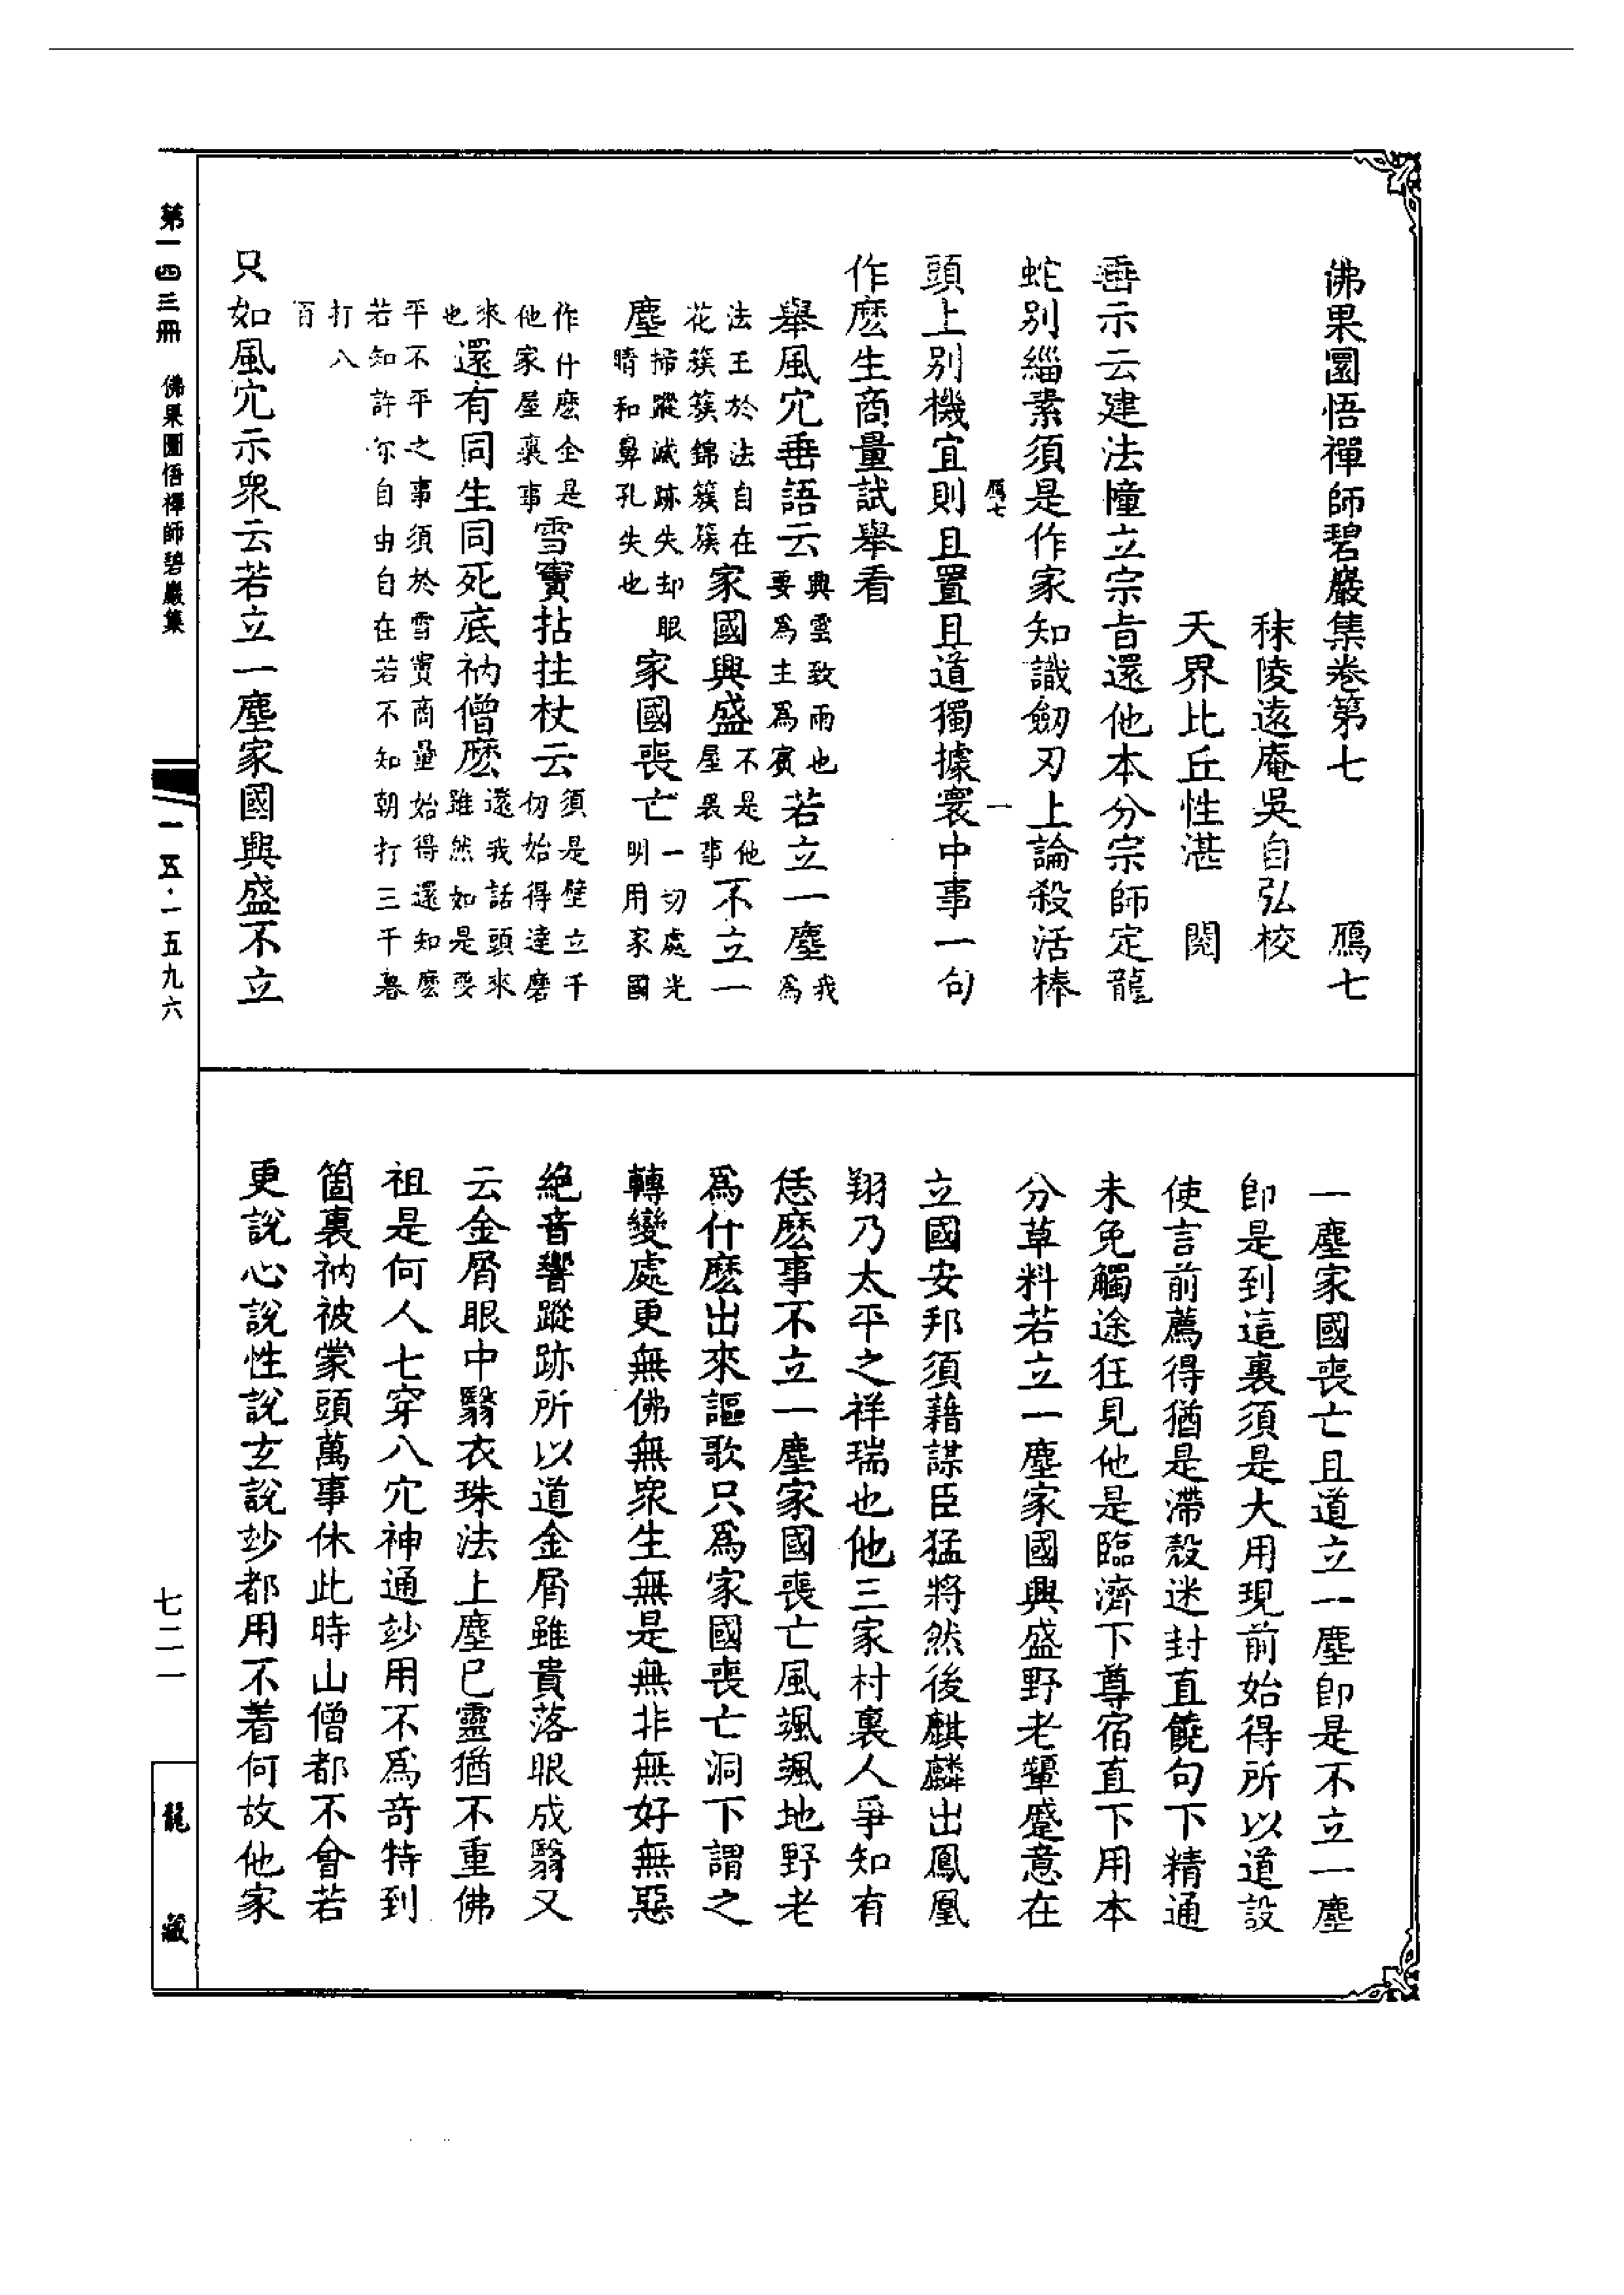 佛果圜悟禪師碧巖集卷第七 鴈七
秣陵遠庵吳自弘校
天界比丘性湛 閱
垂示云建法幢立宗旨還他本分宗師定龍
蛇別緇素須是作家知識劒刃上論殺活棒
鴈七 一
頭上別機宜則且置且道獨據寰中事一句
作麽生商量試舉看
舉風穴垂語云興雲致雨也要爲主爲賓若立一塵我爲
法王於法自在花簇簇錦簇簇家國興盛不是他屋裏事不立一
塵掃蹤滅跡失却眼睛和鼻孔失也家國喪亡一切處光明用家國
作什麽全是他家屋裏事雪竇拈拄杖云須是壁立千仞始得達磨
來也還有同生同死底衲僧麽還我話頭來雖然如是要
平不平之事須於雪竇商量始得還知麽若知許你自由自在若不知朝打三千暮
打八百
只如風穴示衆云若立一塵家國興盛不立
一塵家國喪亡且道立一塵即是不立一塵
即是到這裏須是大用現前始得所以道設
使言前薦得猶是滯殼迷封直饒句下精通
未免觸途狂見他是臨濟下尊宿直下用本
分草料若立一塵家國興盛野老顰蹙意在
立國安邦須藉謀臣猛將然後麒麟出鳳凰
翔乃太平之祥瑞也他三家村裏人爭知有
恁麽事不立一塵家國喪亡風颯颯地野老
爲什麽出來謳歌只爲家國喪亡洞下謂之
轉變處更無佛無衆生無是無非無好無惡
絕音響蹤跡所以道金屑雖貴落眼成翳又
云金屑眼中翳衣珠法上塵已靈猶不重佛
祖是何人七穿八穴神通玅用不爲奇特到
箇裏衲被蒙頭萬事休此時山僧都不會若
更說心說性說玄說玅都用不着何故他家
第一四三冊 佛果圜悟禪師碧巖集
一五·一五九六
七二一
龍藏